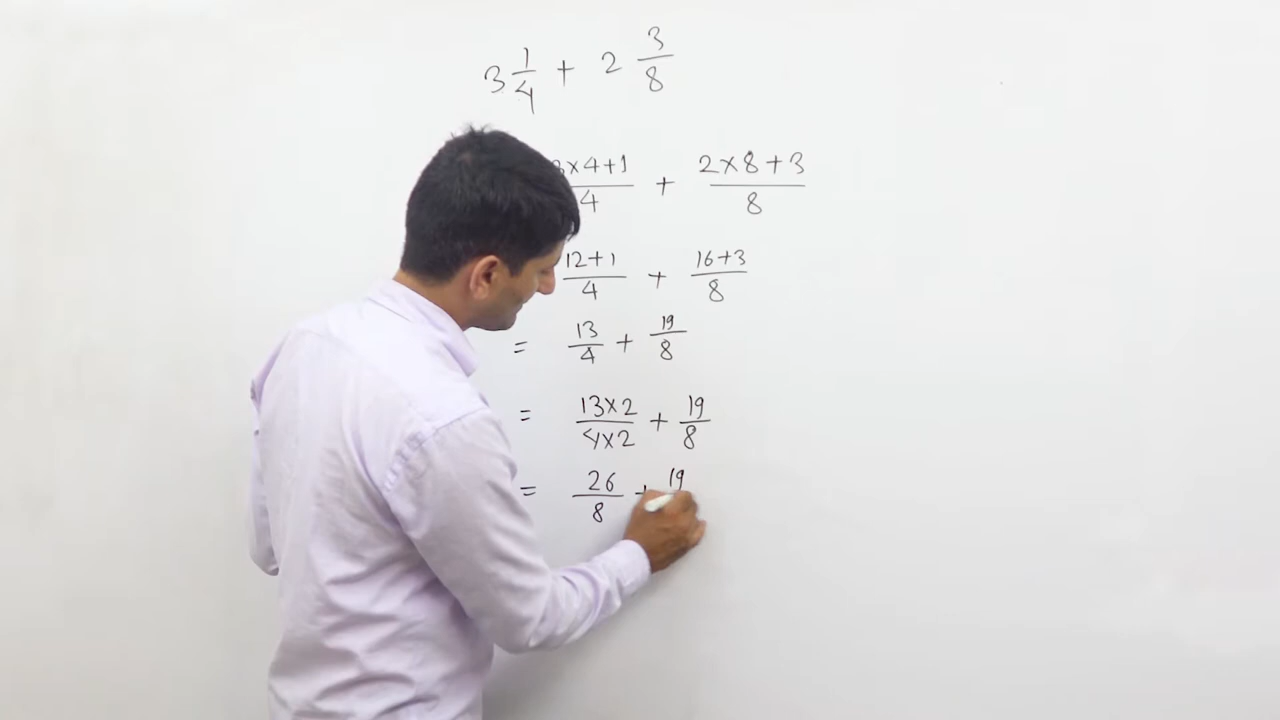 3 1/4 + 2 3/8
3×4+1/4 + 2×8+3/8
12+1/4 + 16+3/8
= 13/4 + 19/8
= 13×2/4×2 + 19/8
= 26/8 + 19